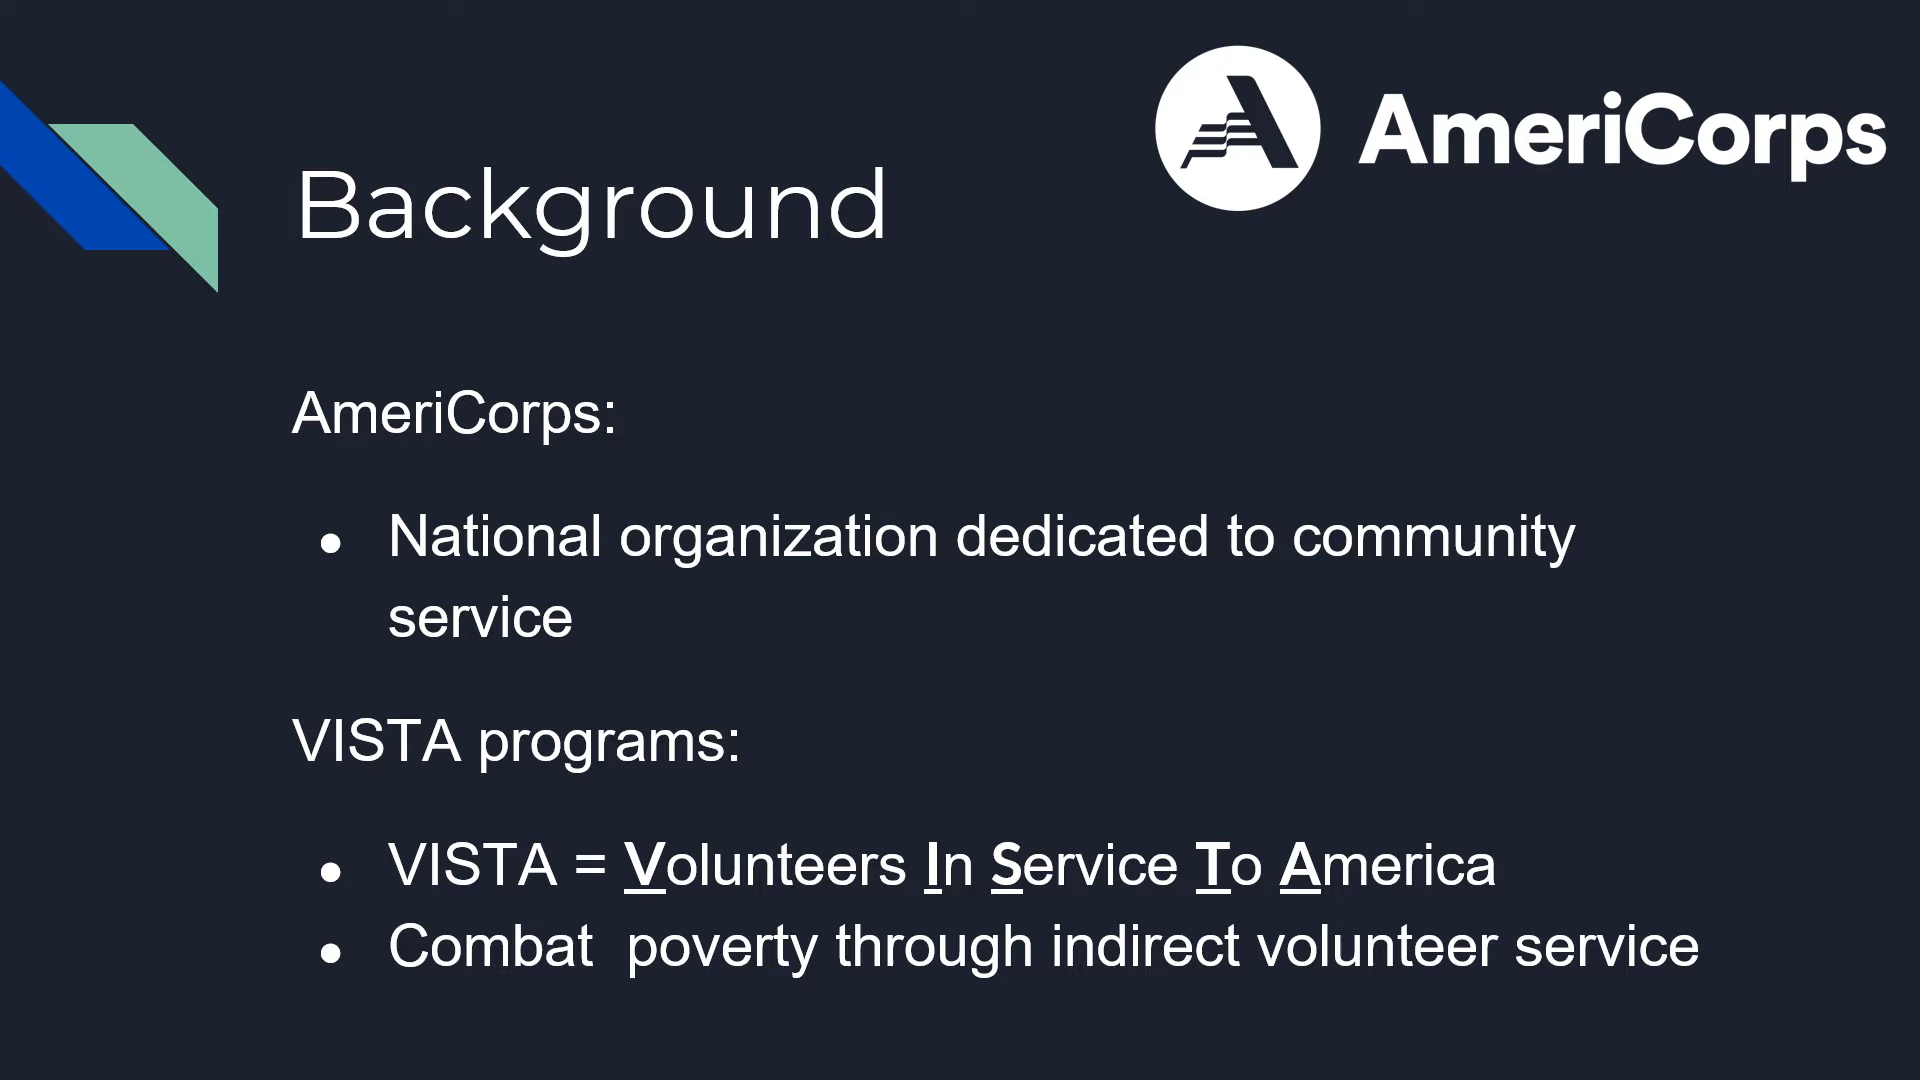 AmeriCorps
Background
AmeriCorps:
● National organization dedicated to community
service
VISTA programs:
● VISTA = Volunteers In Service To America
● Combat  poverty through indirect volunteer service